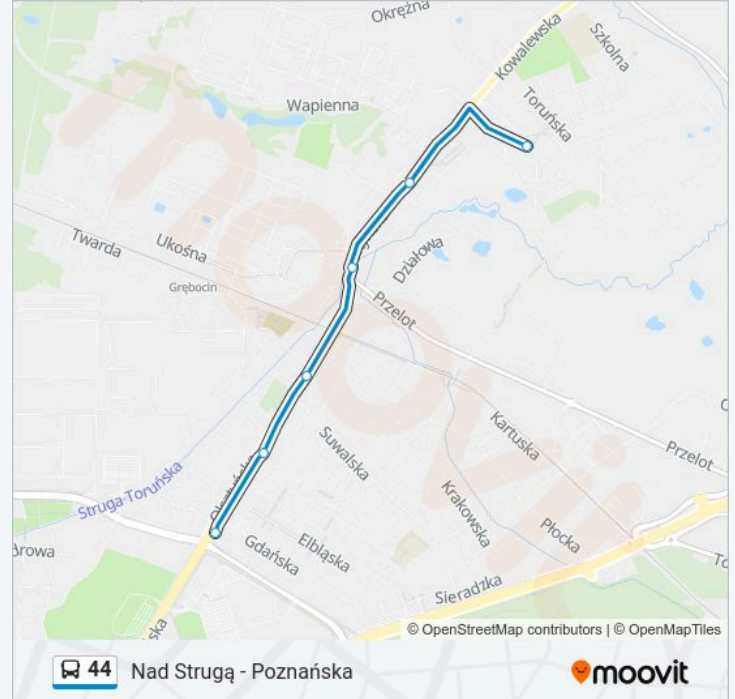 Okrężna
Kowalewska
Szkolna
Wapienna
Toruńska
Twarda
Ukośna
Działowa
Grębocin
Przelot
Kartuska
Przelot
Suwalska
Struga Toruńska
Krakowska
Płocka
Elbląska
Gdańska
Sieradzka
© OpenStreetMap contributors | © OpenMapTiles
44 Nad Strugą - Poznańska
moovit